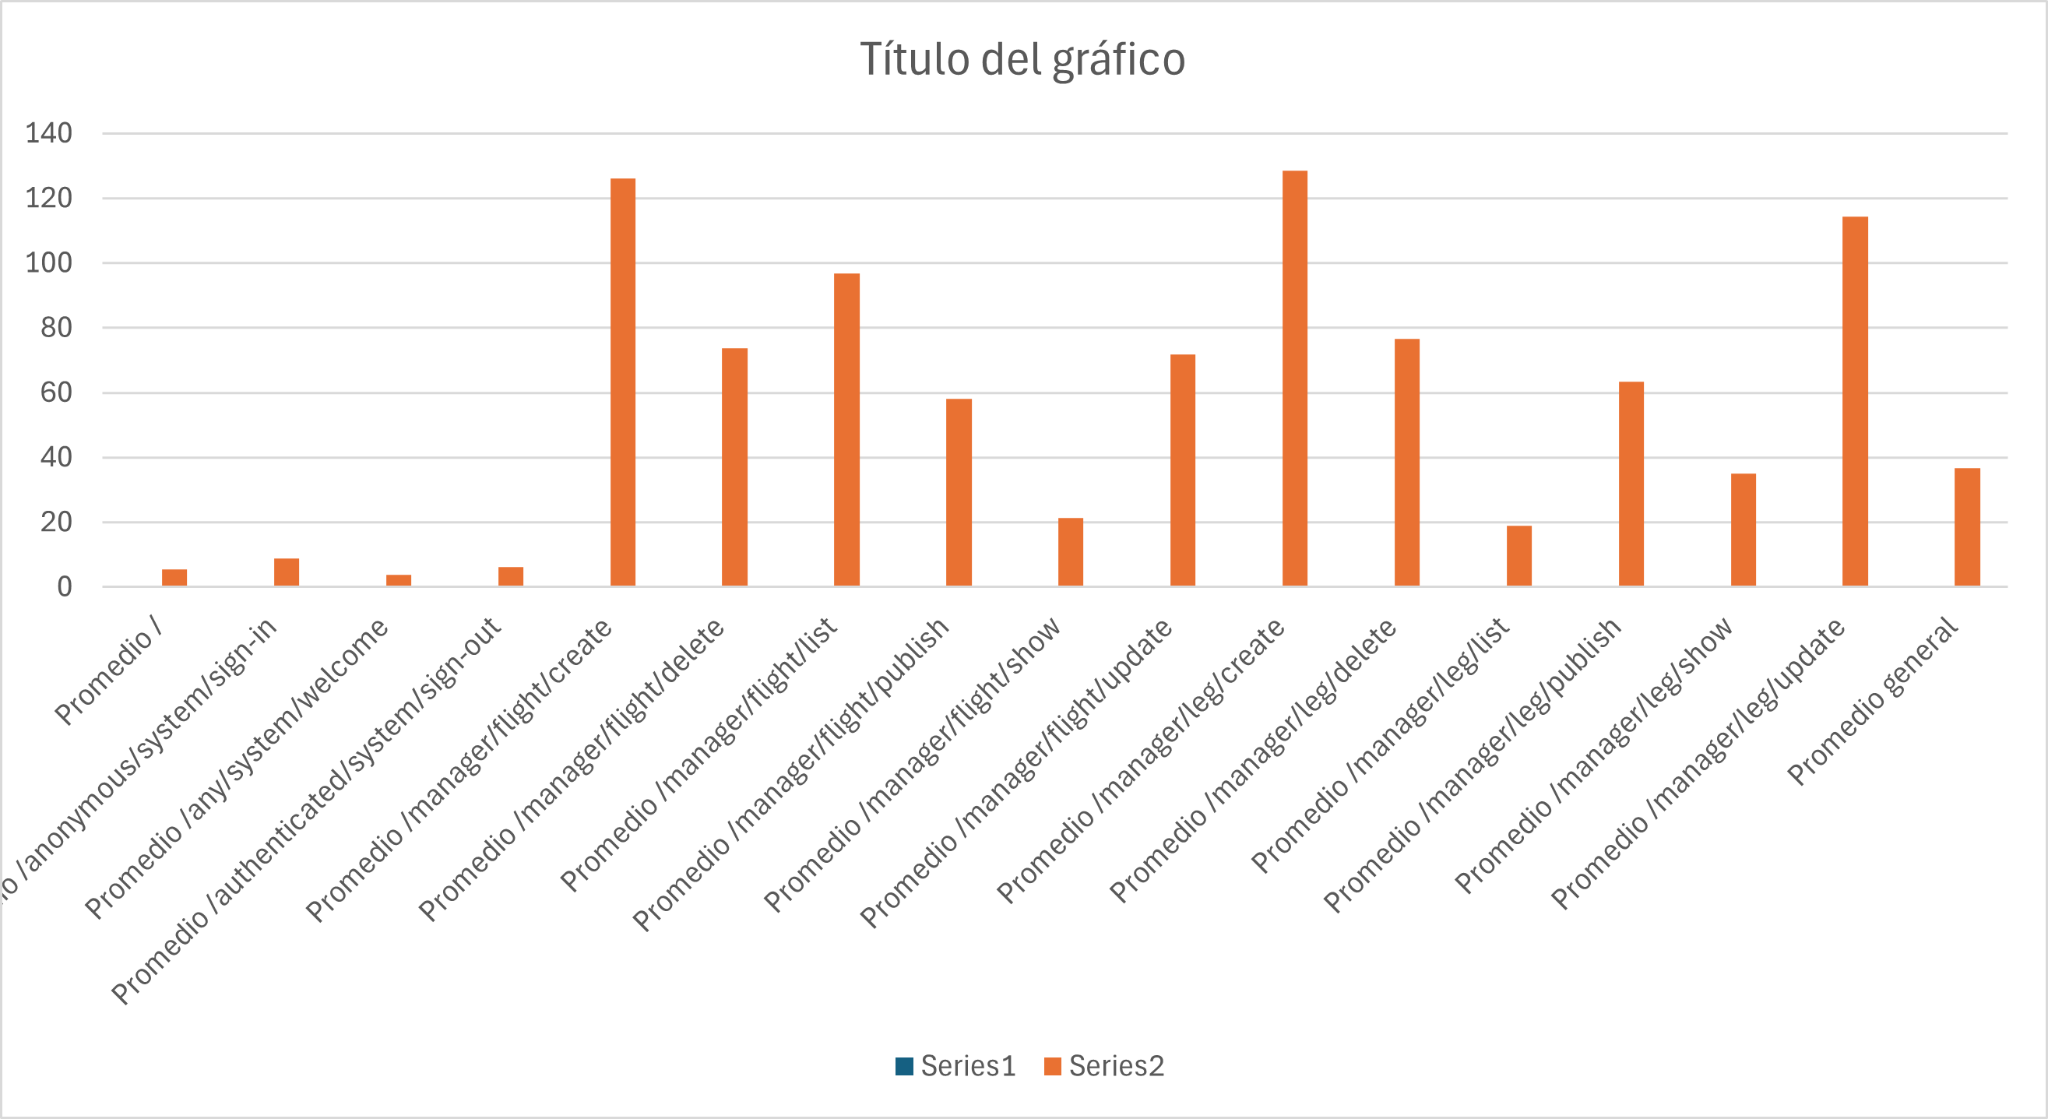 Título del gráfico
140
120
100
80
60
40
20
0
Promedio /
io /anonymous/system/sign-in
Promedio /any/system/welcome
Promedio /authenticated/system/sign-out
Promedio /manager/flight/create
Promedio /manager/flight/delete
Promedio /manager/flight/list
Promedio /manager/flight/publish
Promedio /manager/flight/show
Promedio /manager/flight/update
Promedio /manager/leg/create
Promedio /manager/leg/delete
Promedio /manager/leg/list
Promedio /manager/leg/publish
Promedio /manager/leg/show
Promedio /manager/leg/update
Promedio general
Series1 Series2